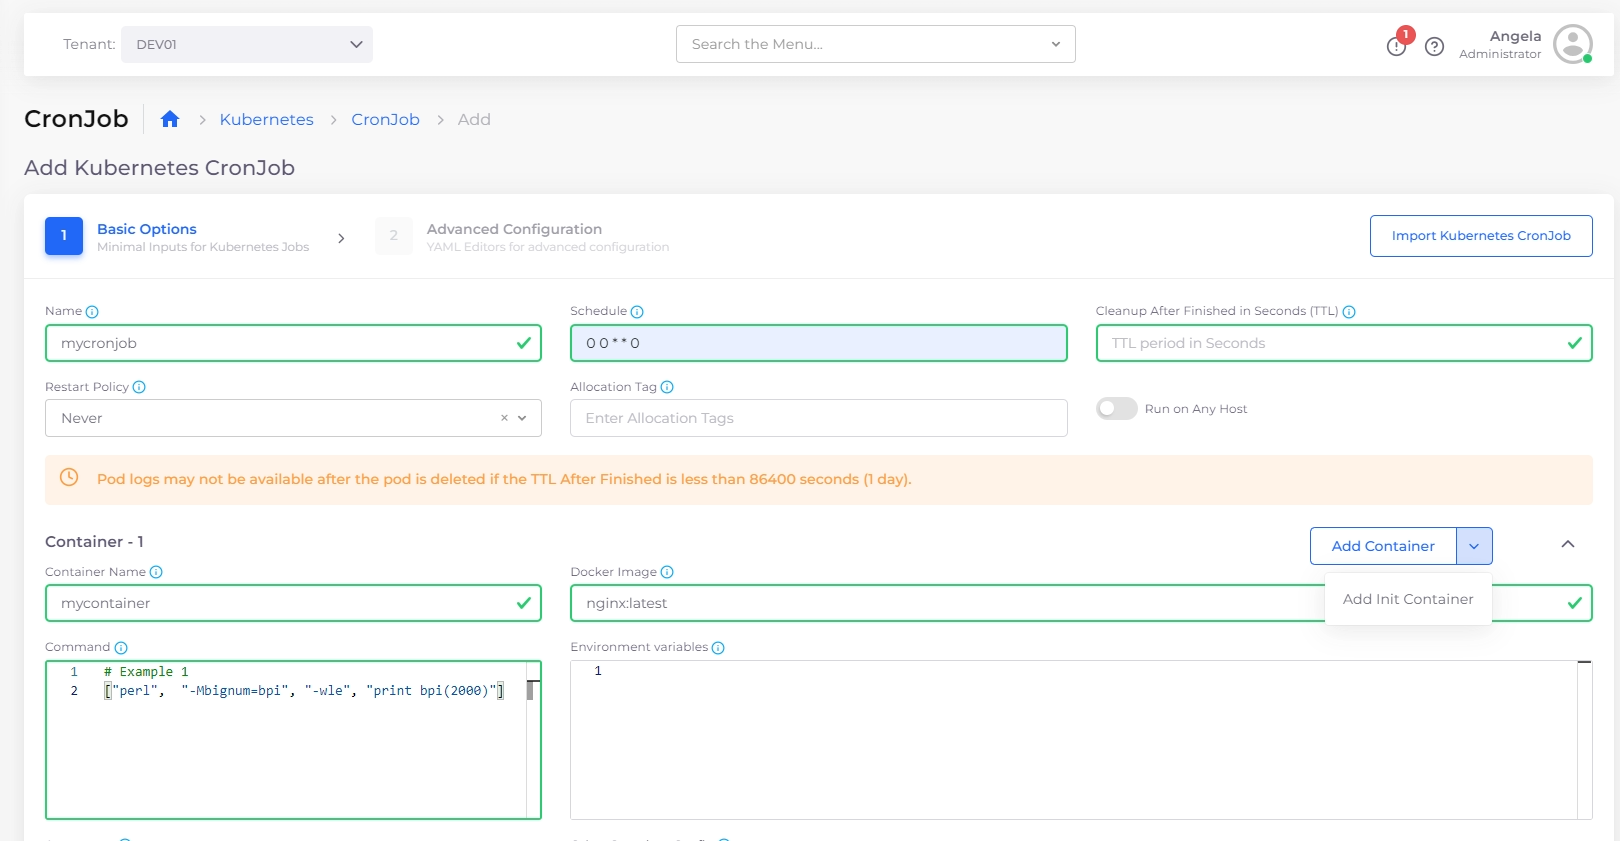 Tenant: DEV01
Search the Menu...
1
Angela
Administrator
CronJob
Kubernetes
CronJob
Add
Add Kubernetes CronJob
1
Basic Options
Minimal Inputs for Kubernetes Jobs
2
Advanced Configuration
YAML Editors for advanced configuration
Import Kubernetes CronJob
Name
Schedule
Cleanup After Finished in Seconds (TTL)
mycronjob
0 0 * * 0
TTL period in Seconds
Restart Policy
Allocation Tag
Never
Enter Allocation Tags
Run on Any Host
Pod logs may not be available after the pod is deleted if the TTL After Finished is less than 86400 seconds (1 day).
Container - 1
Add Container
Add Init Container
Container Name
Docker Image
mycontainer
nginx:latest
Command
Environment variables
1 # Example 1
2 ["perl",  "-Mbignum=bpi", "-wle", "print bpi(2000)"]
1